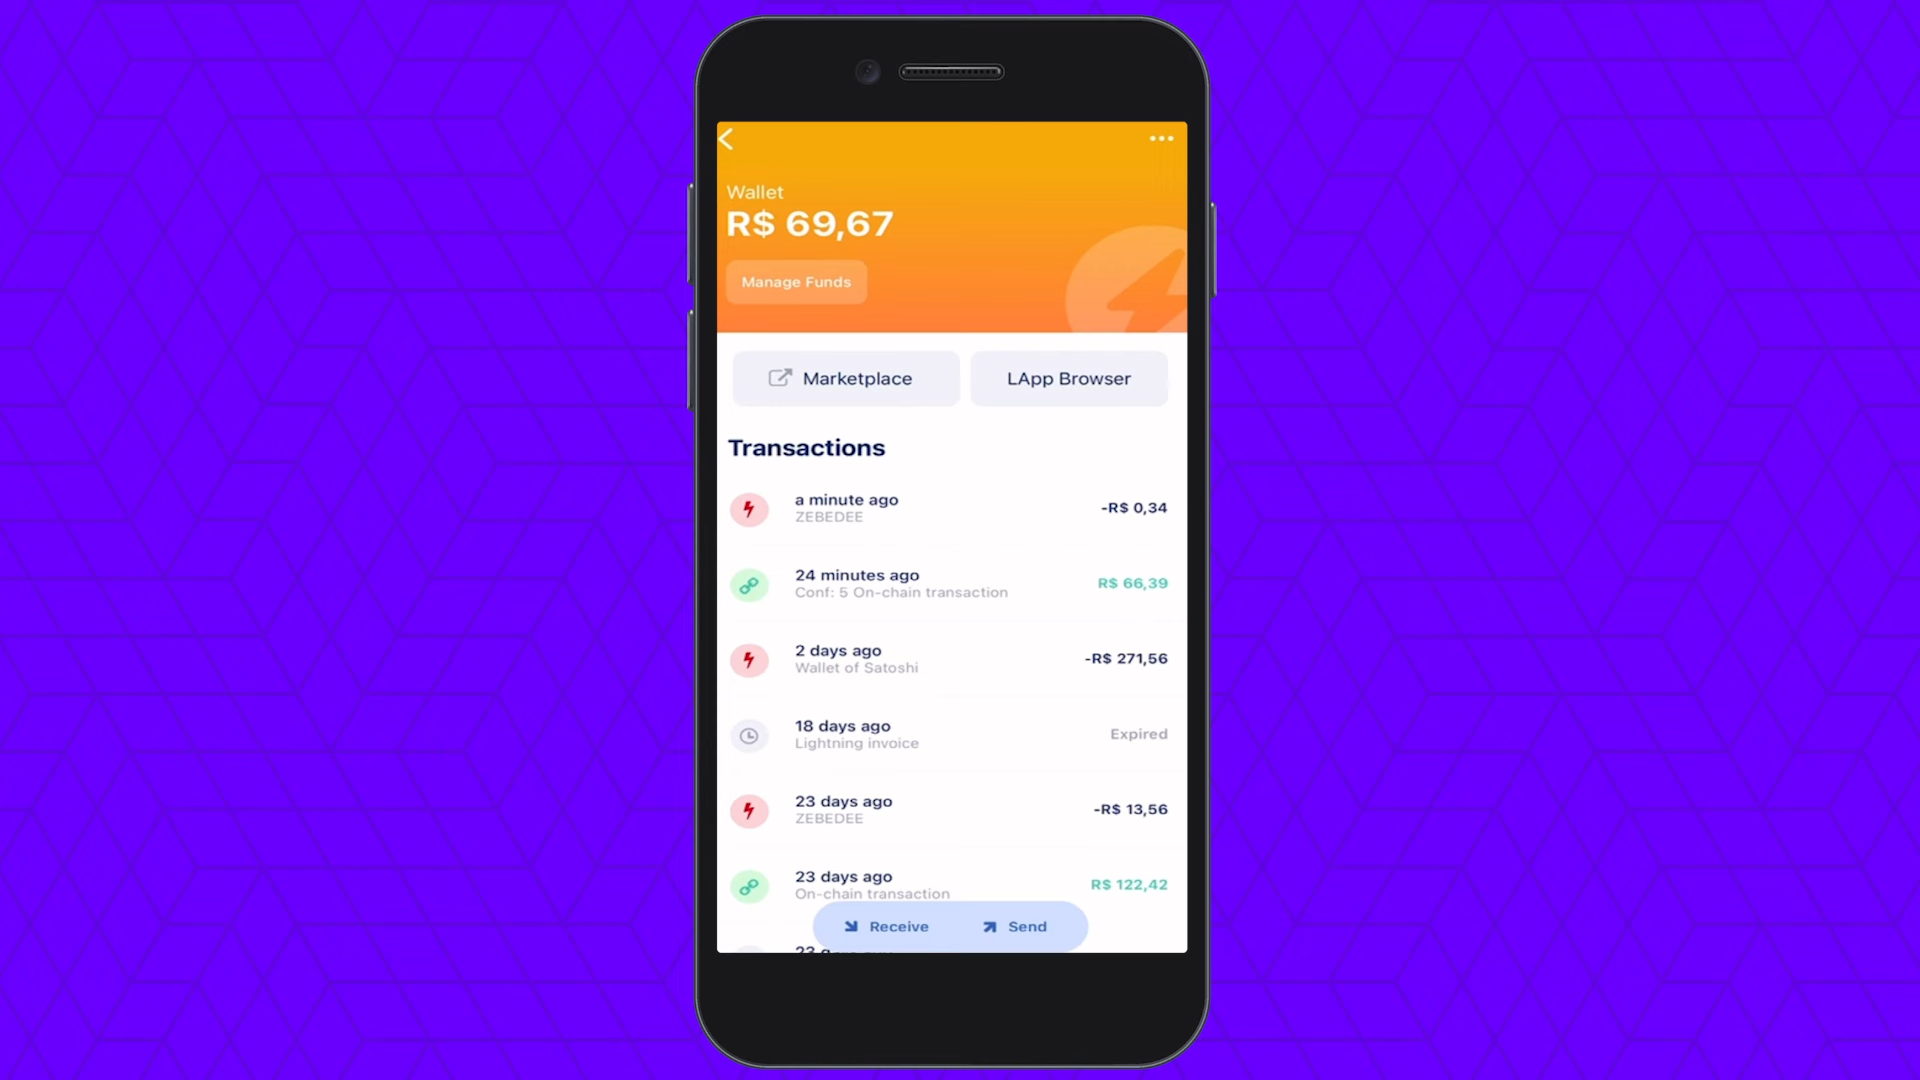 Wallet
R$ 69,67
Manage Funds
Marketplace
LApp Browser
Transactions
a minute ago
ZEBEDEE
-R$ 0,34
24 minutes ago
Conf: 5 On-chain transaction
R$ 66,39
2 days ago
Wallet of Satoshi
-R$ 271,56
18 days ago
Lightning invoice
Expired
23 days ago
ZEBEDEE
-R$ 13,56
23 days ago
On-chain transaction
R$ 122,42
Receive
Send